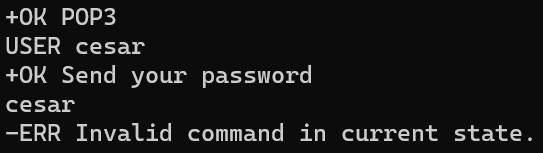 +OK POP3
USER cesar
+OK Send your password
cesar
-ERR Invalid command in current state.